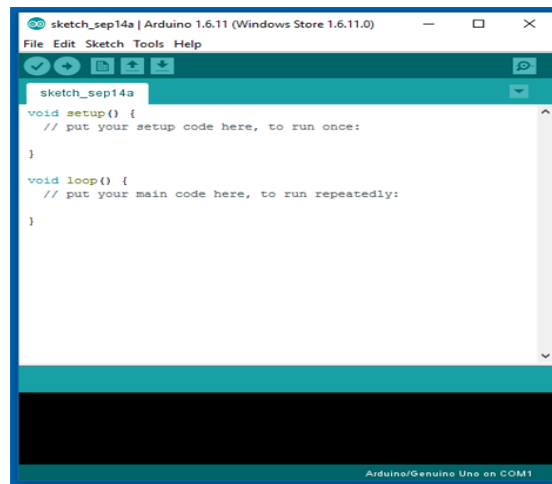 sketch_sep14a | Arduino 1.6.11 (Windows Store 1.6.11.0)
File Edit Sketch Tools Help
sketch_sep14a
void setup() {
// put your setup code here, to run once:
}
void loop() {
// put your main code here, to run repeatedly:
}
Arduino/Genuino Uno on COM1